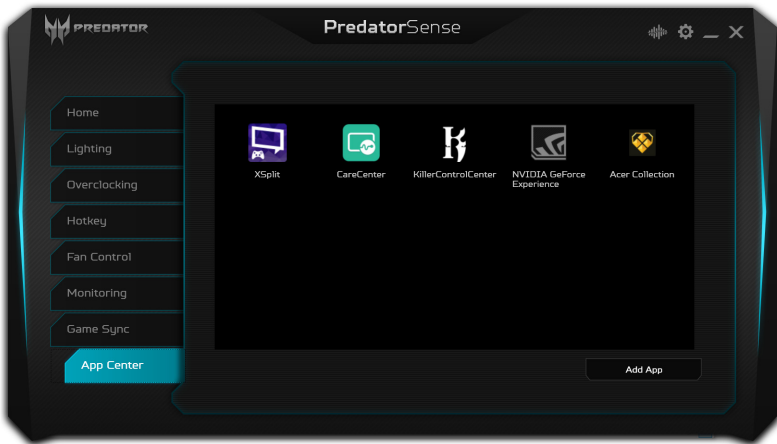 PREDATOR
PredatorSense
Home
Lighting
Overclocking
Hotkey
Fan Control
Monitoring
Game Sync
App Center
XSplit
CareCenter
KillerControlCenter
NVIDIA GeForce
Experience
Acer Collection
Add App